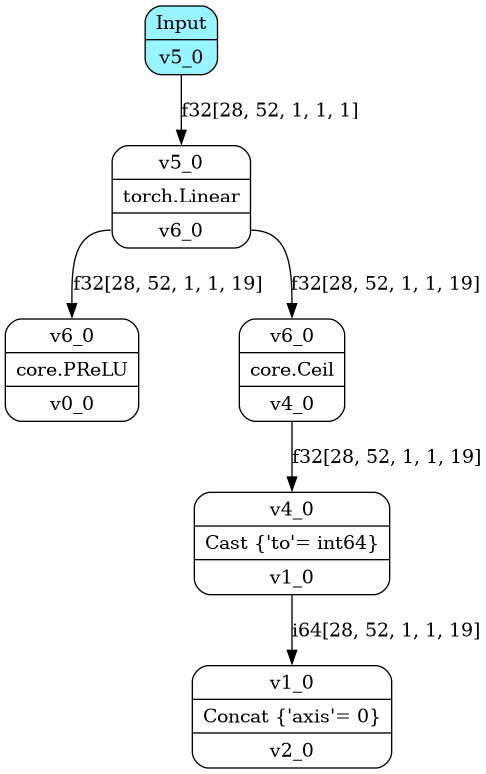 Input
v5_0
f32[28, 52, 1, 1, 1]
v5_0
torch.Linear
v6_0
f32[28, 52, 1, 1, 19]
f32[28, 52, 1, 1, 19]
v6_0
core.PReLU
v0_0
v6_0
core.Ceil
v4_0
f32[28, 52, 1, 1, 19]
v4_0
Cast {'to'= int64}
v1_0
i64[28, 52, 1, 1, 19]
v1_0
Concat {'axis'= 0}
v2_0